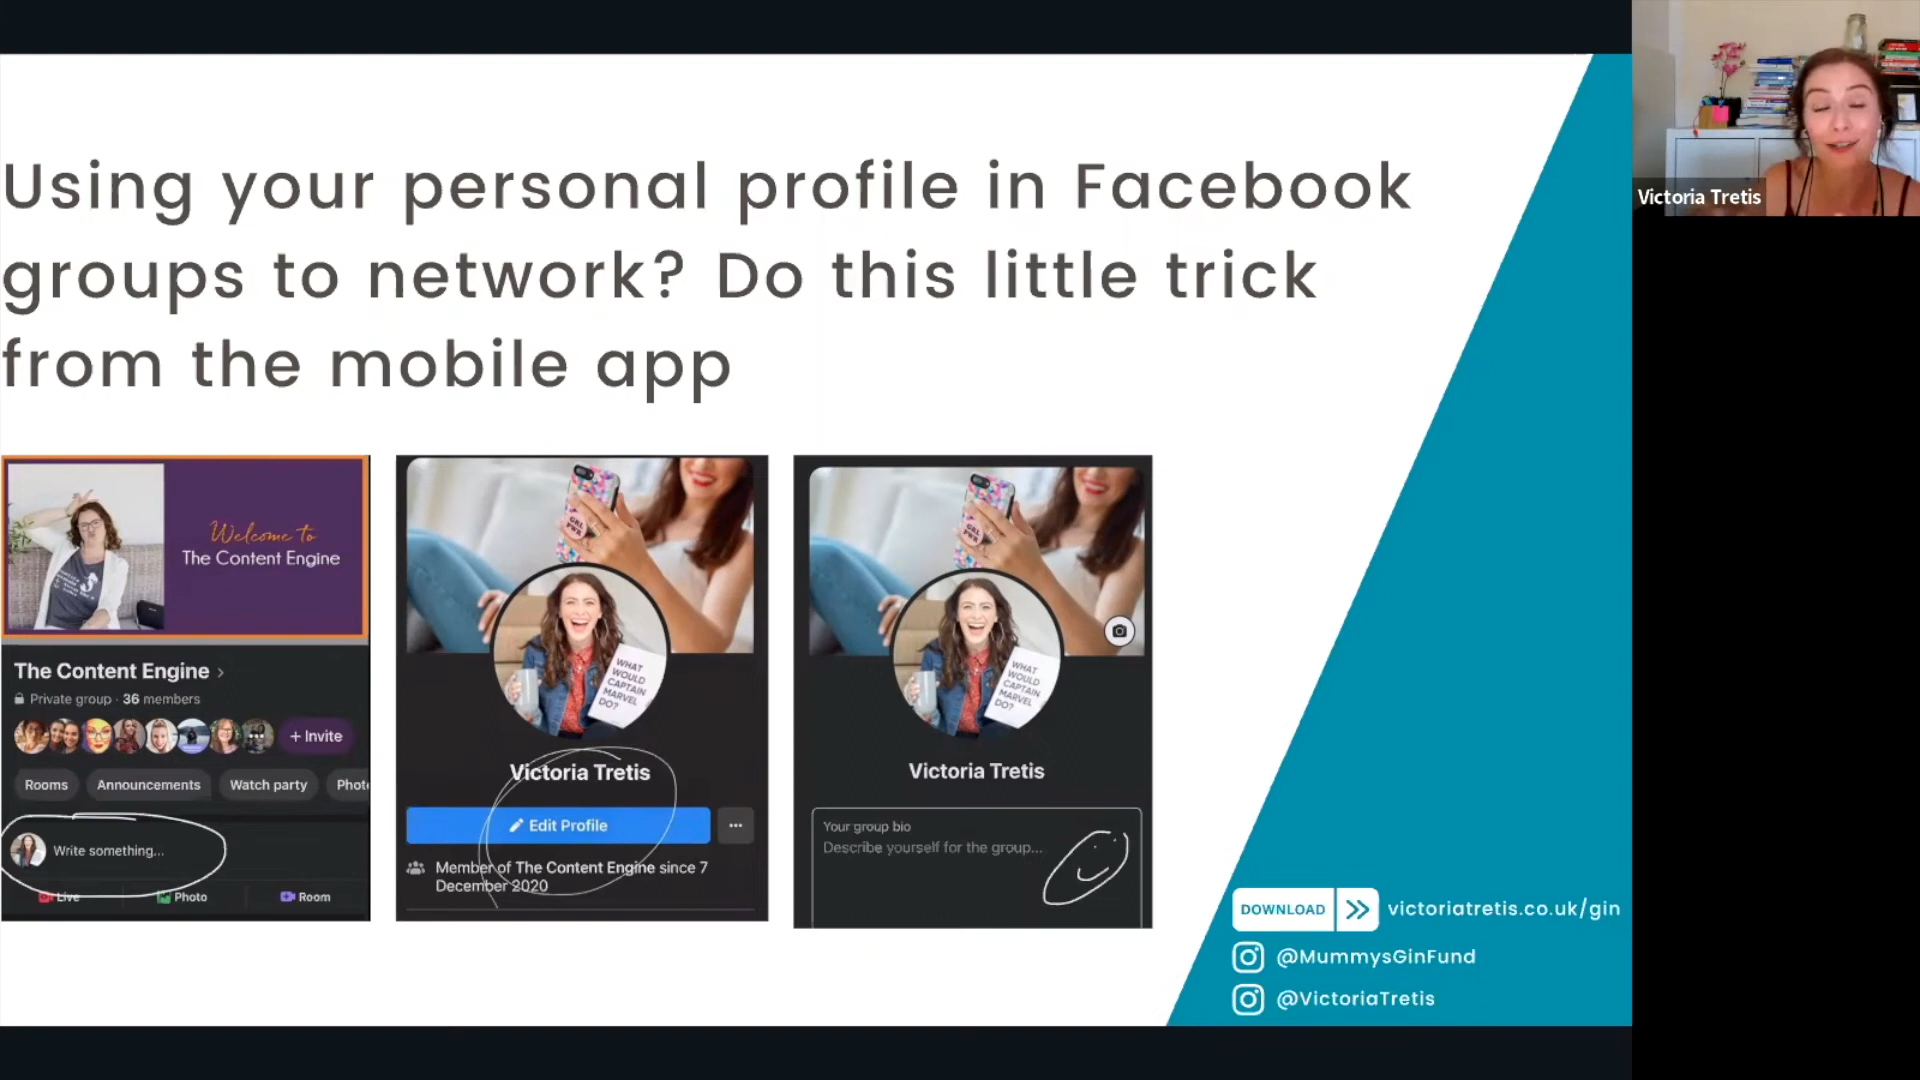 Using your personal profile in Facebook
groups to network? Do this little trick
from the mobile app
Victoria Tretis
Welcome to
The Content Engine
The Content Engine >
Private group · 36 members
+ Invite
Rooms
Announcements
Watch party
Phot
Write something...
Live
Photo
Room
GRL
PWR
WHAT
WOULD
CAPTAIN
MARVEL
DO?
Victoria Tretis
Edit Profile
Member of The Content Engine since 7
December 2020
GRL
PWR
WHAT
WOULD
CAPTAIN
MARVEL
DO?
Victoria Tretis
Your group bio
Describe yourself for the group...
DOWNLOAD >> victoriatretis.co.uk/gin
@MummysGinFund
@VictoriaTretis